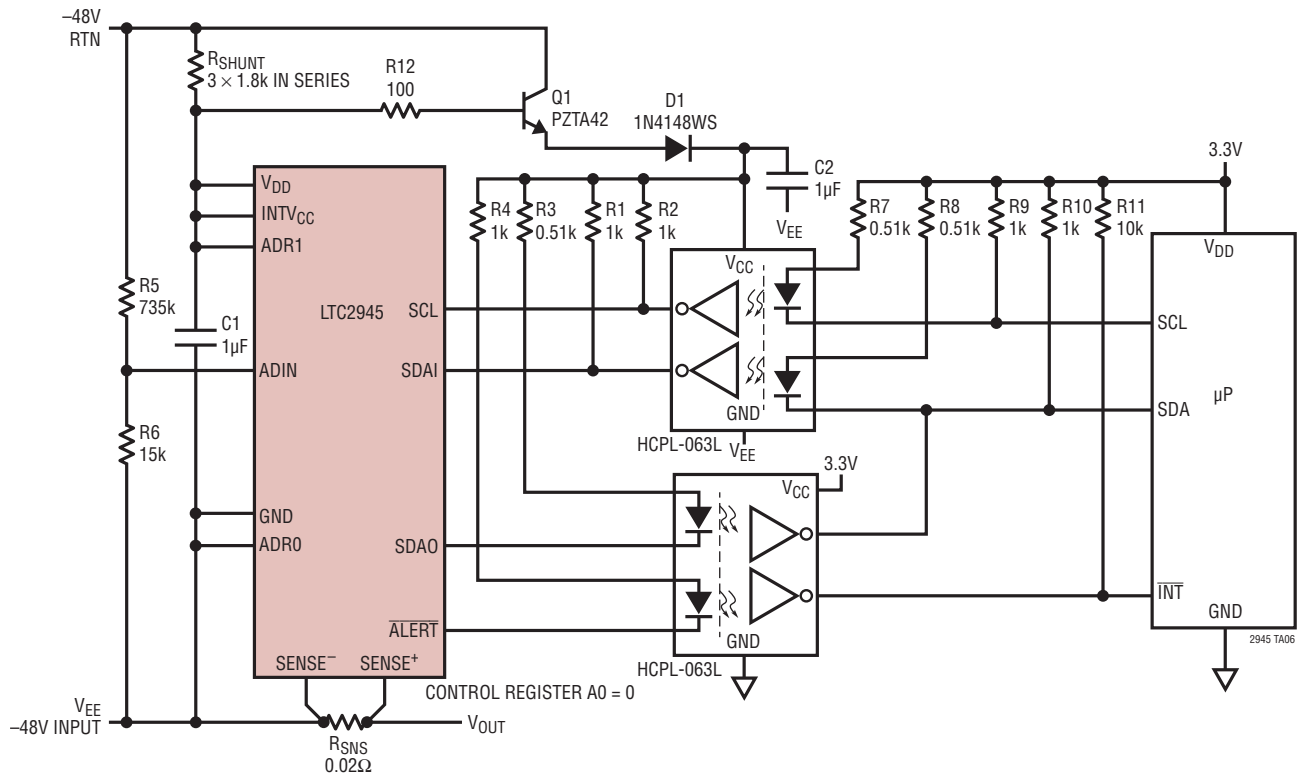 –48V
RTN
RSHUNT
3 × 1.8k IN SERIES
R12
100
Q1
PZTA42
D1
1N4148WS
C2
1µF
VEE
3.3V
VDD
INTVCC
ADR1
R4
1k
R3
0.51k
R1
1k
R2
1k
R7
0.51k
R8
0.51k
R9
1k
R10
1k
R11
10k
VCC
VDD
R5
735k
C1
1µF
LTC2945
SCL
SCL
ADIN
SDAI
GND
SDA
µP
R6
15k
HCPL-063L
VEE
3.3V
VCC
GND
ADR0
SDAO
INT
ALERT
GND
GND
2945 TA06
SENSE–
SENSE+
HCPL-063L
CONTROL REGISTER A0 = 0
VEE
–48V INPUT
VOUT
RSNS
0.02Ω